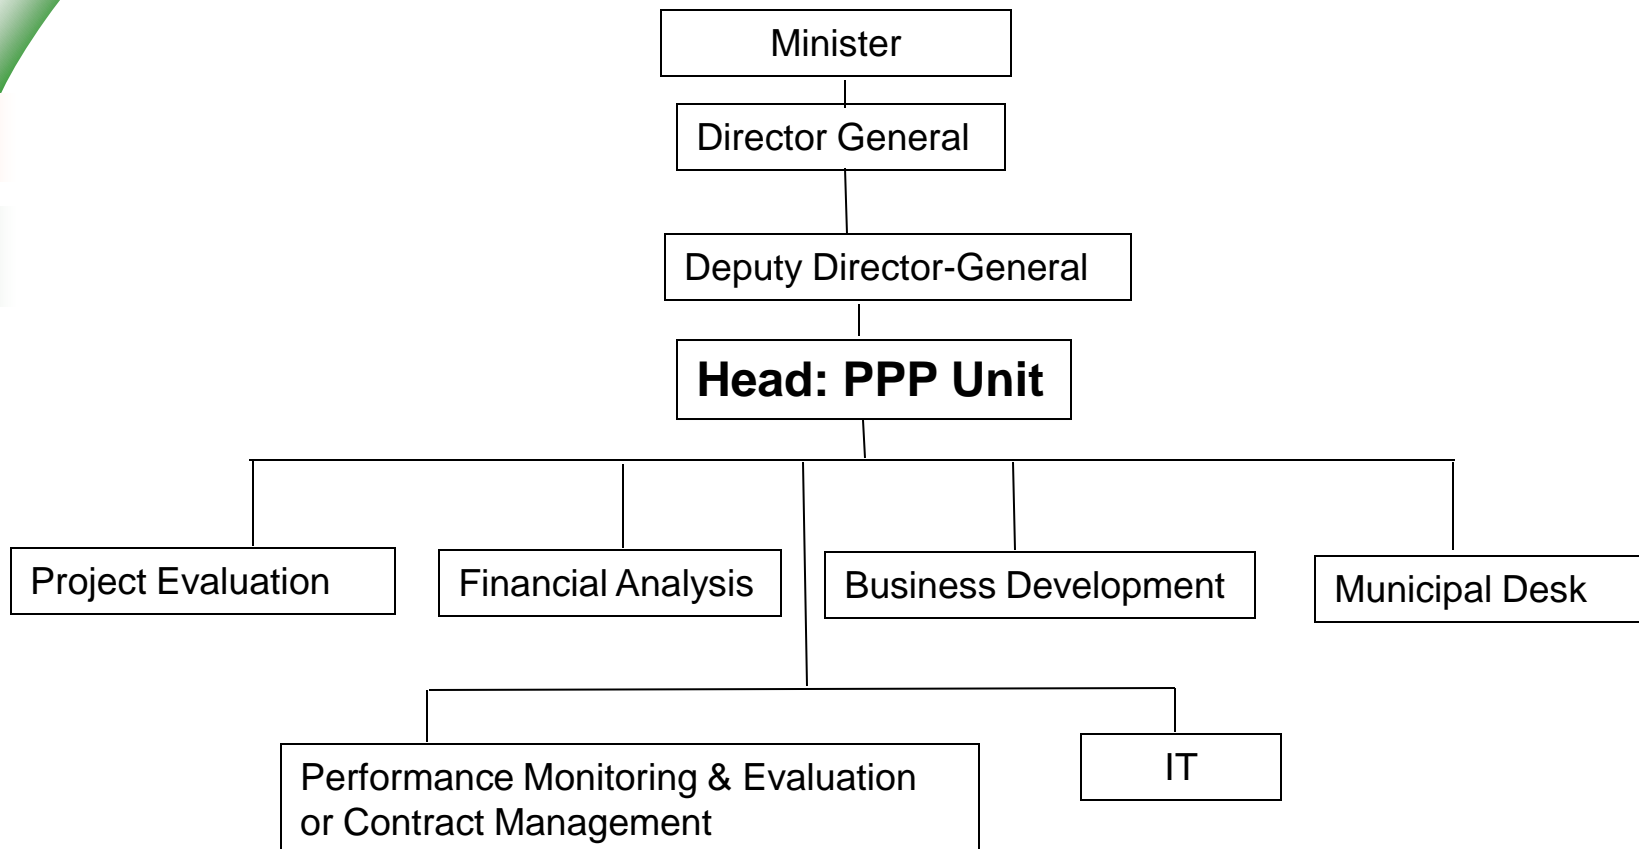 Minister
Director General
Deputy Director-General
Head: PPP Unit
Project Evaluation
Financial Analysis
Business Development
Municipal Desk
Performance Monitoring & Evaluation
or Contract Management
IT